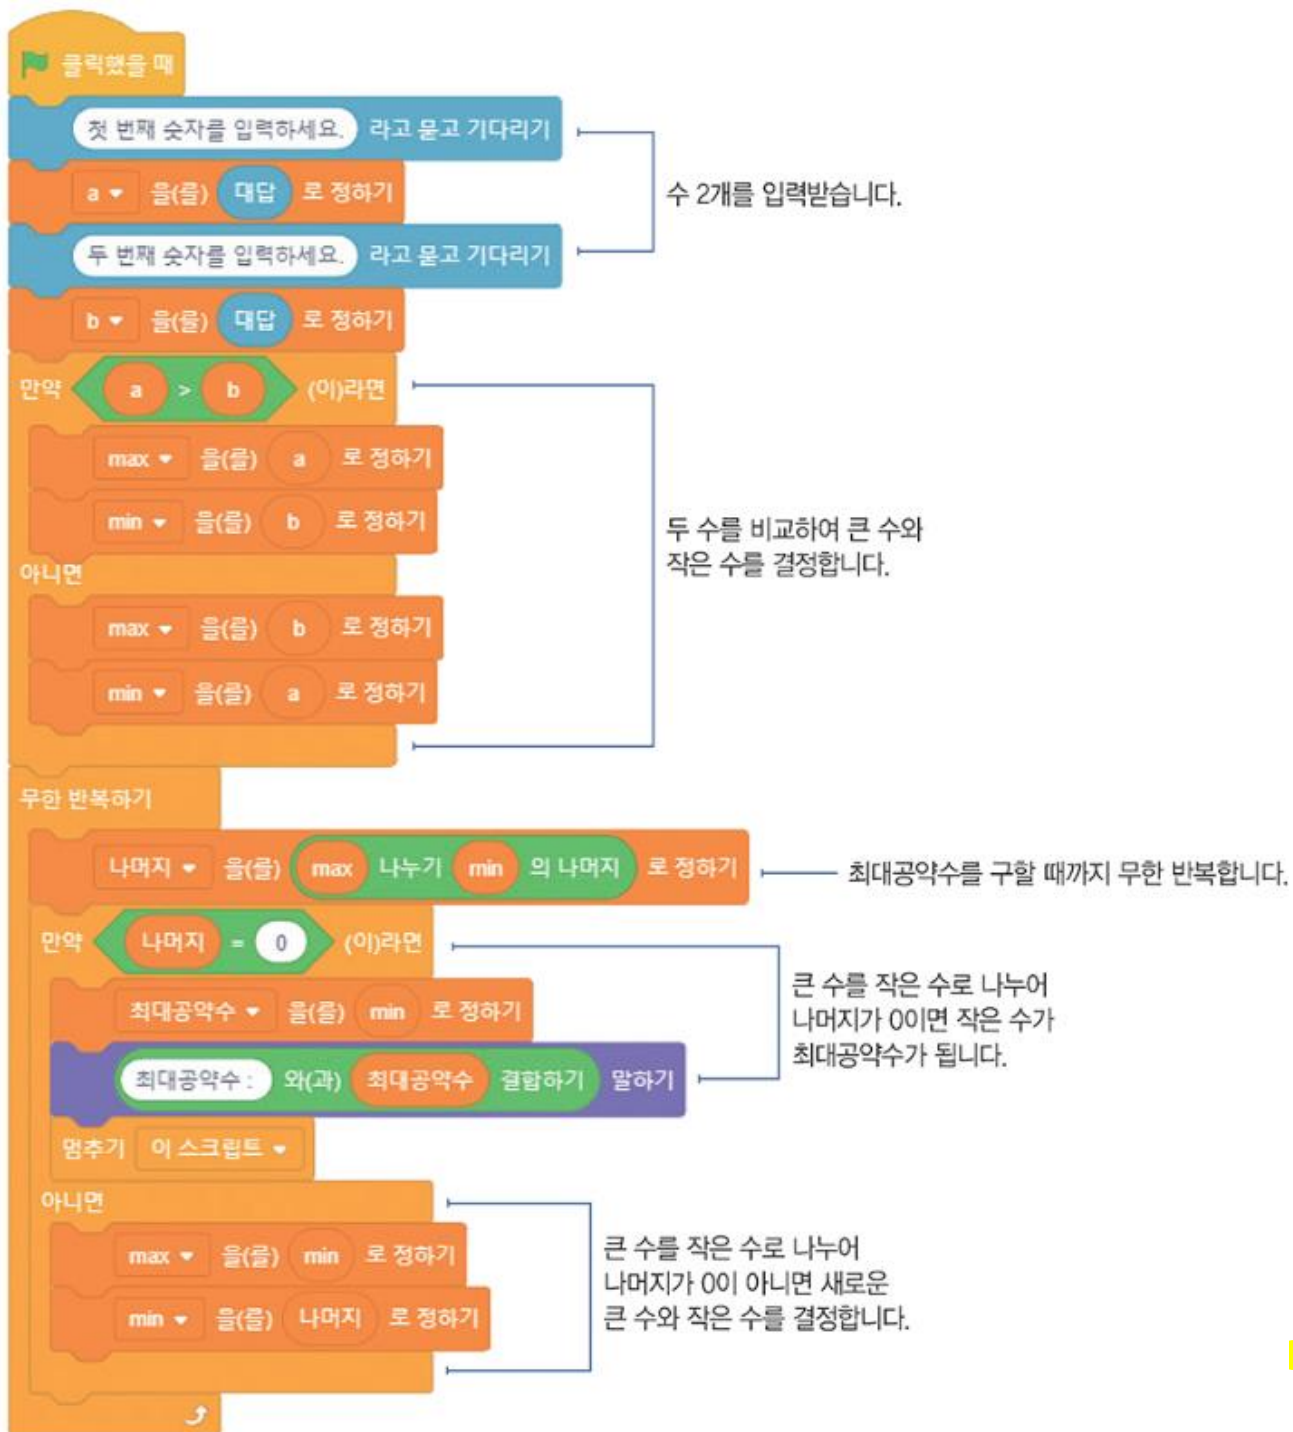 클릭했을 때
첫 번째 숫자를 입력하세요. 라고 묻고 기다리기
a 을(를) 대답 로 정하기
수 2개를 입력받습니다.
두 번째 숫자를 입력하세요. 라고 묻고 기다리기
b 을(를) 대답 로 정하기
만약 a > b (이)라면
max 을(를) a 로 정하기
min 을(를) b 로 정하기
두 수를 비교하여 큰 수와
작은 수를 결정합니다.
아니면
max 을(를) b 로 정하기
min 을(를) a 로 정하기
무한 반복하기
나머지 을(를) max 나누기 min 의 나머지 로 정하기
최대공약수를 구할 때까지 무한 반복합니다.
만약 나머지 = 0 (이)라면
최대공약수 을(를) min 로 정하기
최대공약수 : 와(과) 최대공약수 결합하기 말하기
큰 수를 작은 수로 나누어
나머지가 0이면 작은 수가
최대공약수가 됩니다.
멈추기 이 스크립트
아니면
max 을(를) min 로 정하기
min 을(를) 나머지 로 정하기
큰 수를 작은 수로 나누어
나머지가 0이 아니면 새로운
큰 수와 작은 수를 결정합니다.